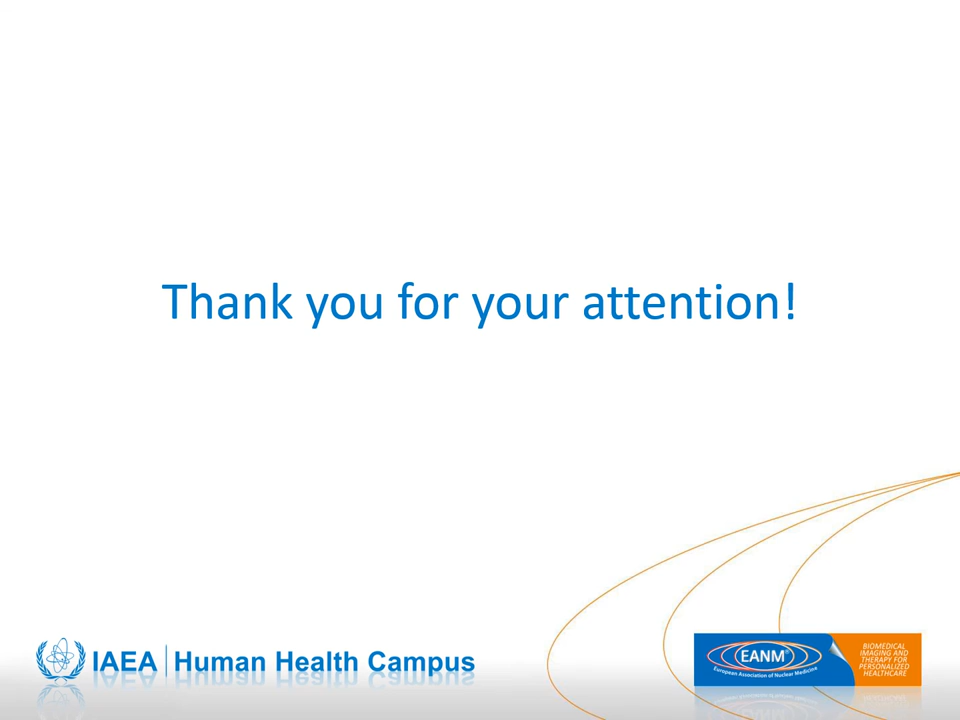 Thank you for your attention!
IAEA
Human Health Campus
EANM®
European Association of Nuclear Medicine
BIOMEDICAL
IMAGING AND
THERAPY FOR
PERSONALIZED
HEALTHCARE